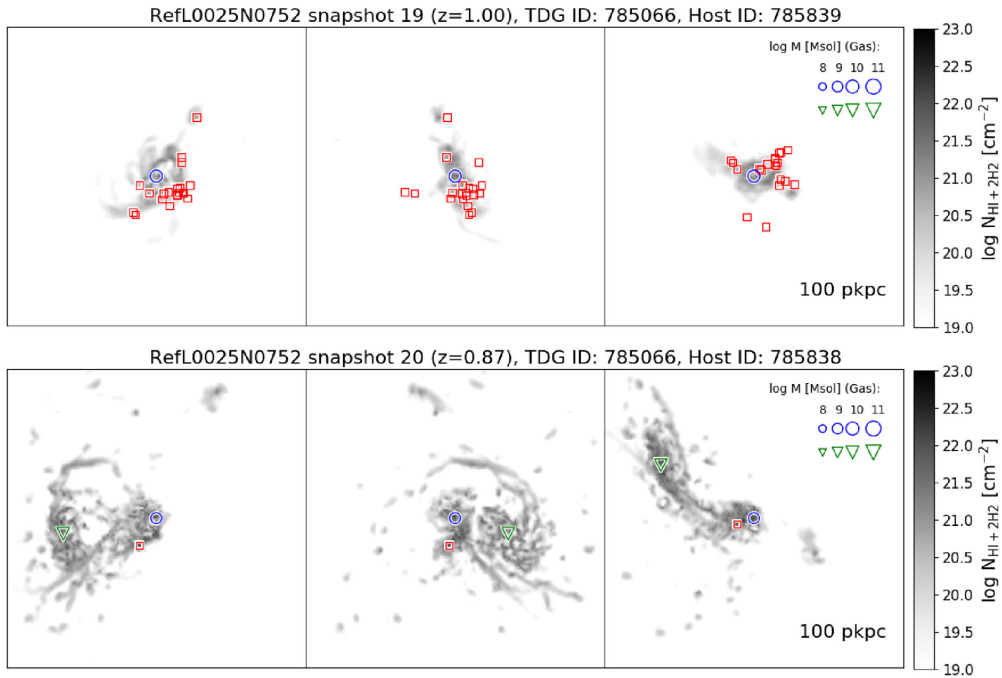 RefL0025N0752 snapshot 19 (z=1.00), TDG ID: 785066, Host ID: 785839
log M [Msol] (Gas):
8 9 10 11
100 pkpc
23.0
22.5
22.0
21.5
21.0
20.5
20.0
19.5
19.0
log N_{HI+2H2} [cm^{-2}]
RefL0025N0752 snapshot 20 (z=0.87), TDG ID: 785066, Host ID: 785838
log M [Msol] (Gas):
8 9 10 11
100 pkpc
23.0
22.5
22.0
21.5
21.0
20.5
20.0
19.5
19.0
log N_{HI+2H2} [cm^{-2}]